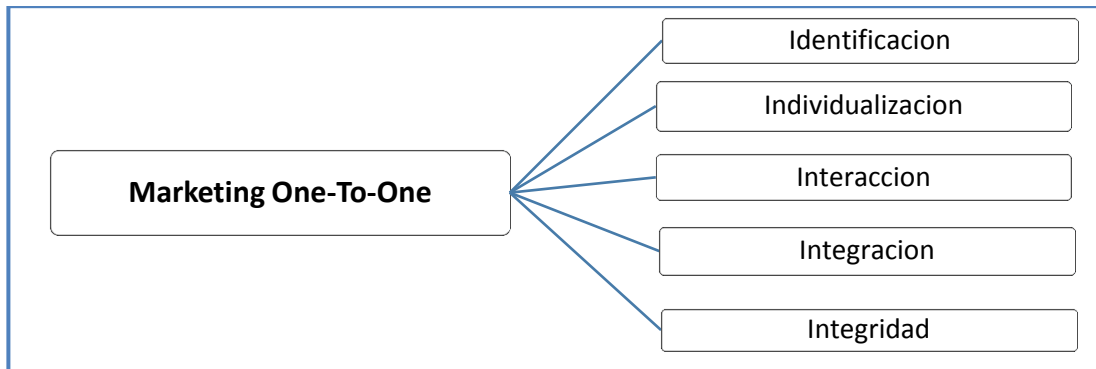 Marketing One-To-One
Identificacion
Individualizacion
Interaccion
Integracion
Integridad